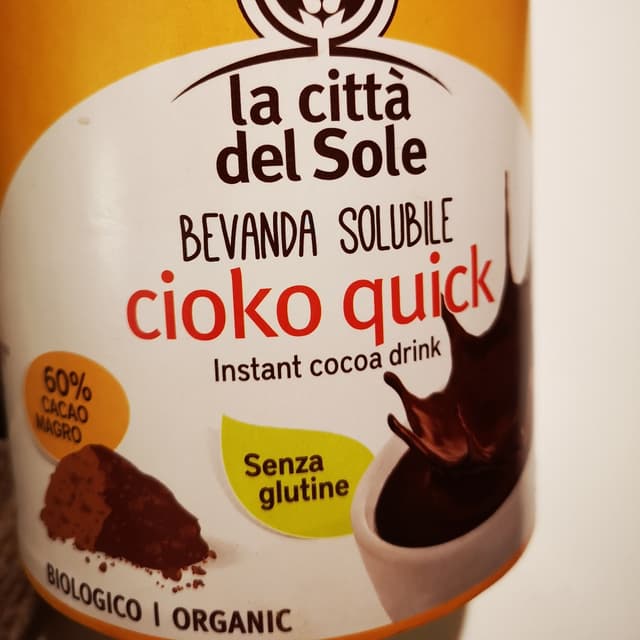 la città
del Sole
BEVANDA SOLUBILE
cioko quick
Instant cocoa drink
60%
CACAO
MAGRO
Senza
glutine
BIOLOGICO | ORGANIC